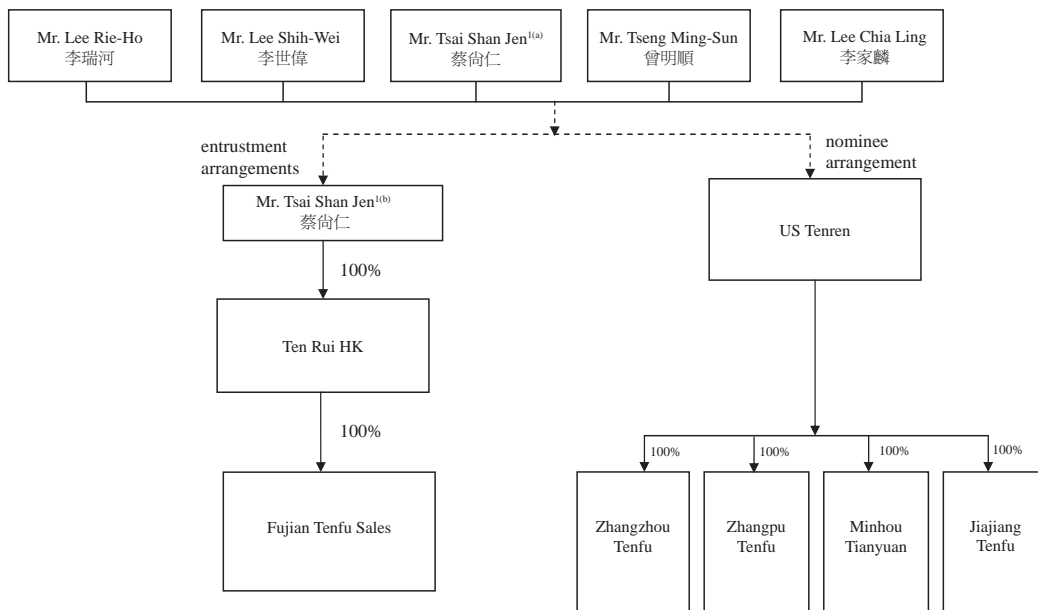 Mr. Lee Rie-Ho
李瑞河
Mr. Lee Shih-Wei
李世偉
Mr. Tsai Shan Jen1(a)
蔡尙仁
Mr. Tseng Ming-Sun
曾明順
Mr. Lee Chia Ling
李家麟
entrustment
arrangements
nominee
arrangement
Mr. Tsai Shan Jen1(b)
蔡尙仁
US Tenren
100%
Ten Rui HK
100%
100%
100%
100%
100%
Fujian Tenfu Sales
Zhangzhou
Tenfu
Zhangpu
Tenfu
Minhou
Tianyuan
Jiajiang
Tenfu